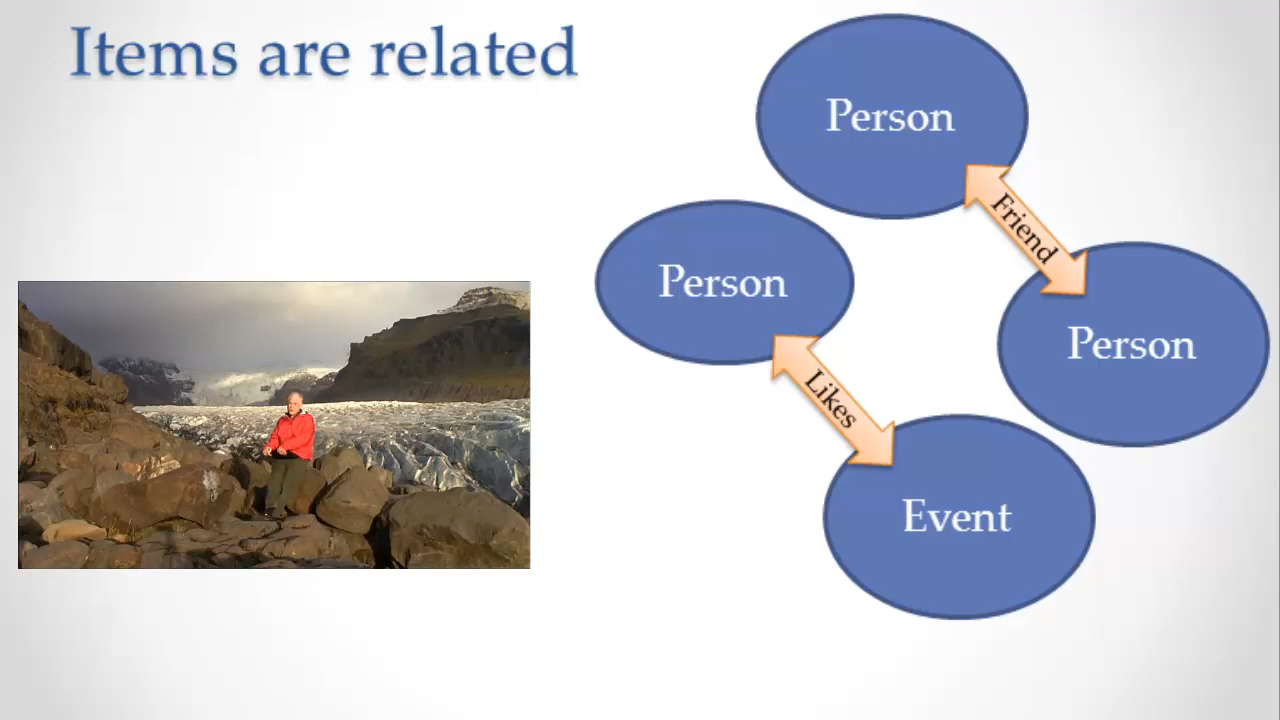 Items are related
Person
Friend
Person
Person
Likes
Event